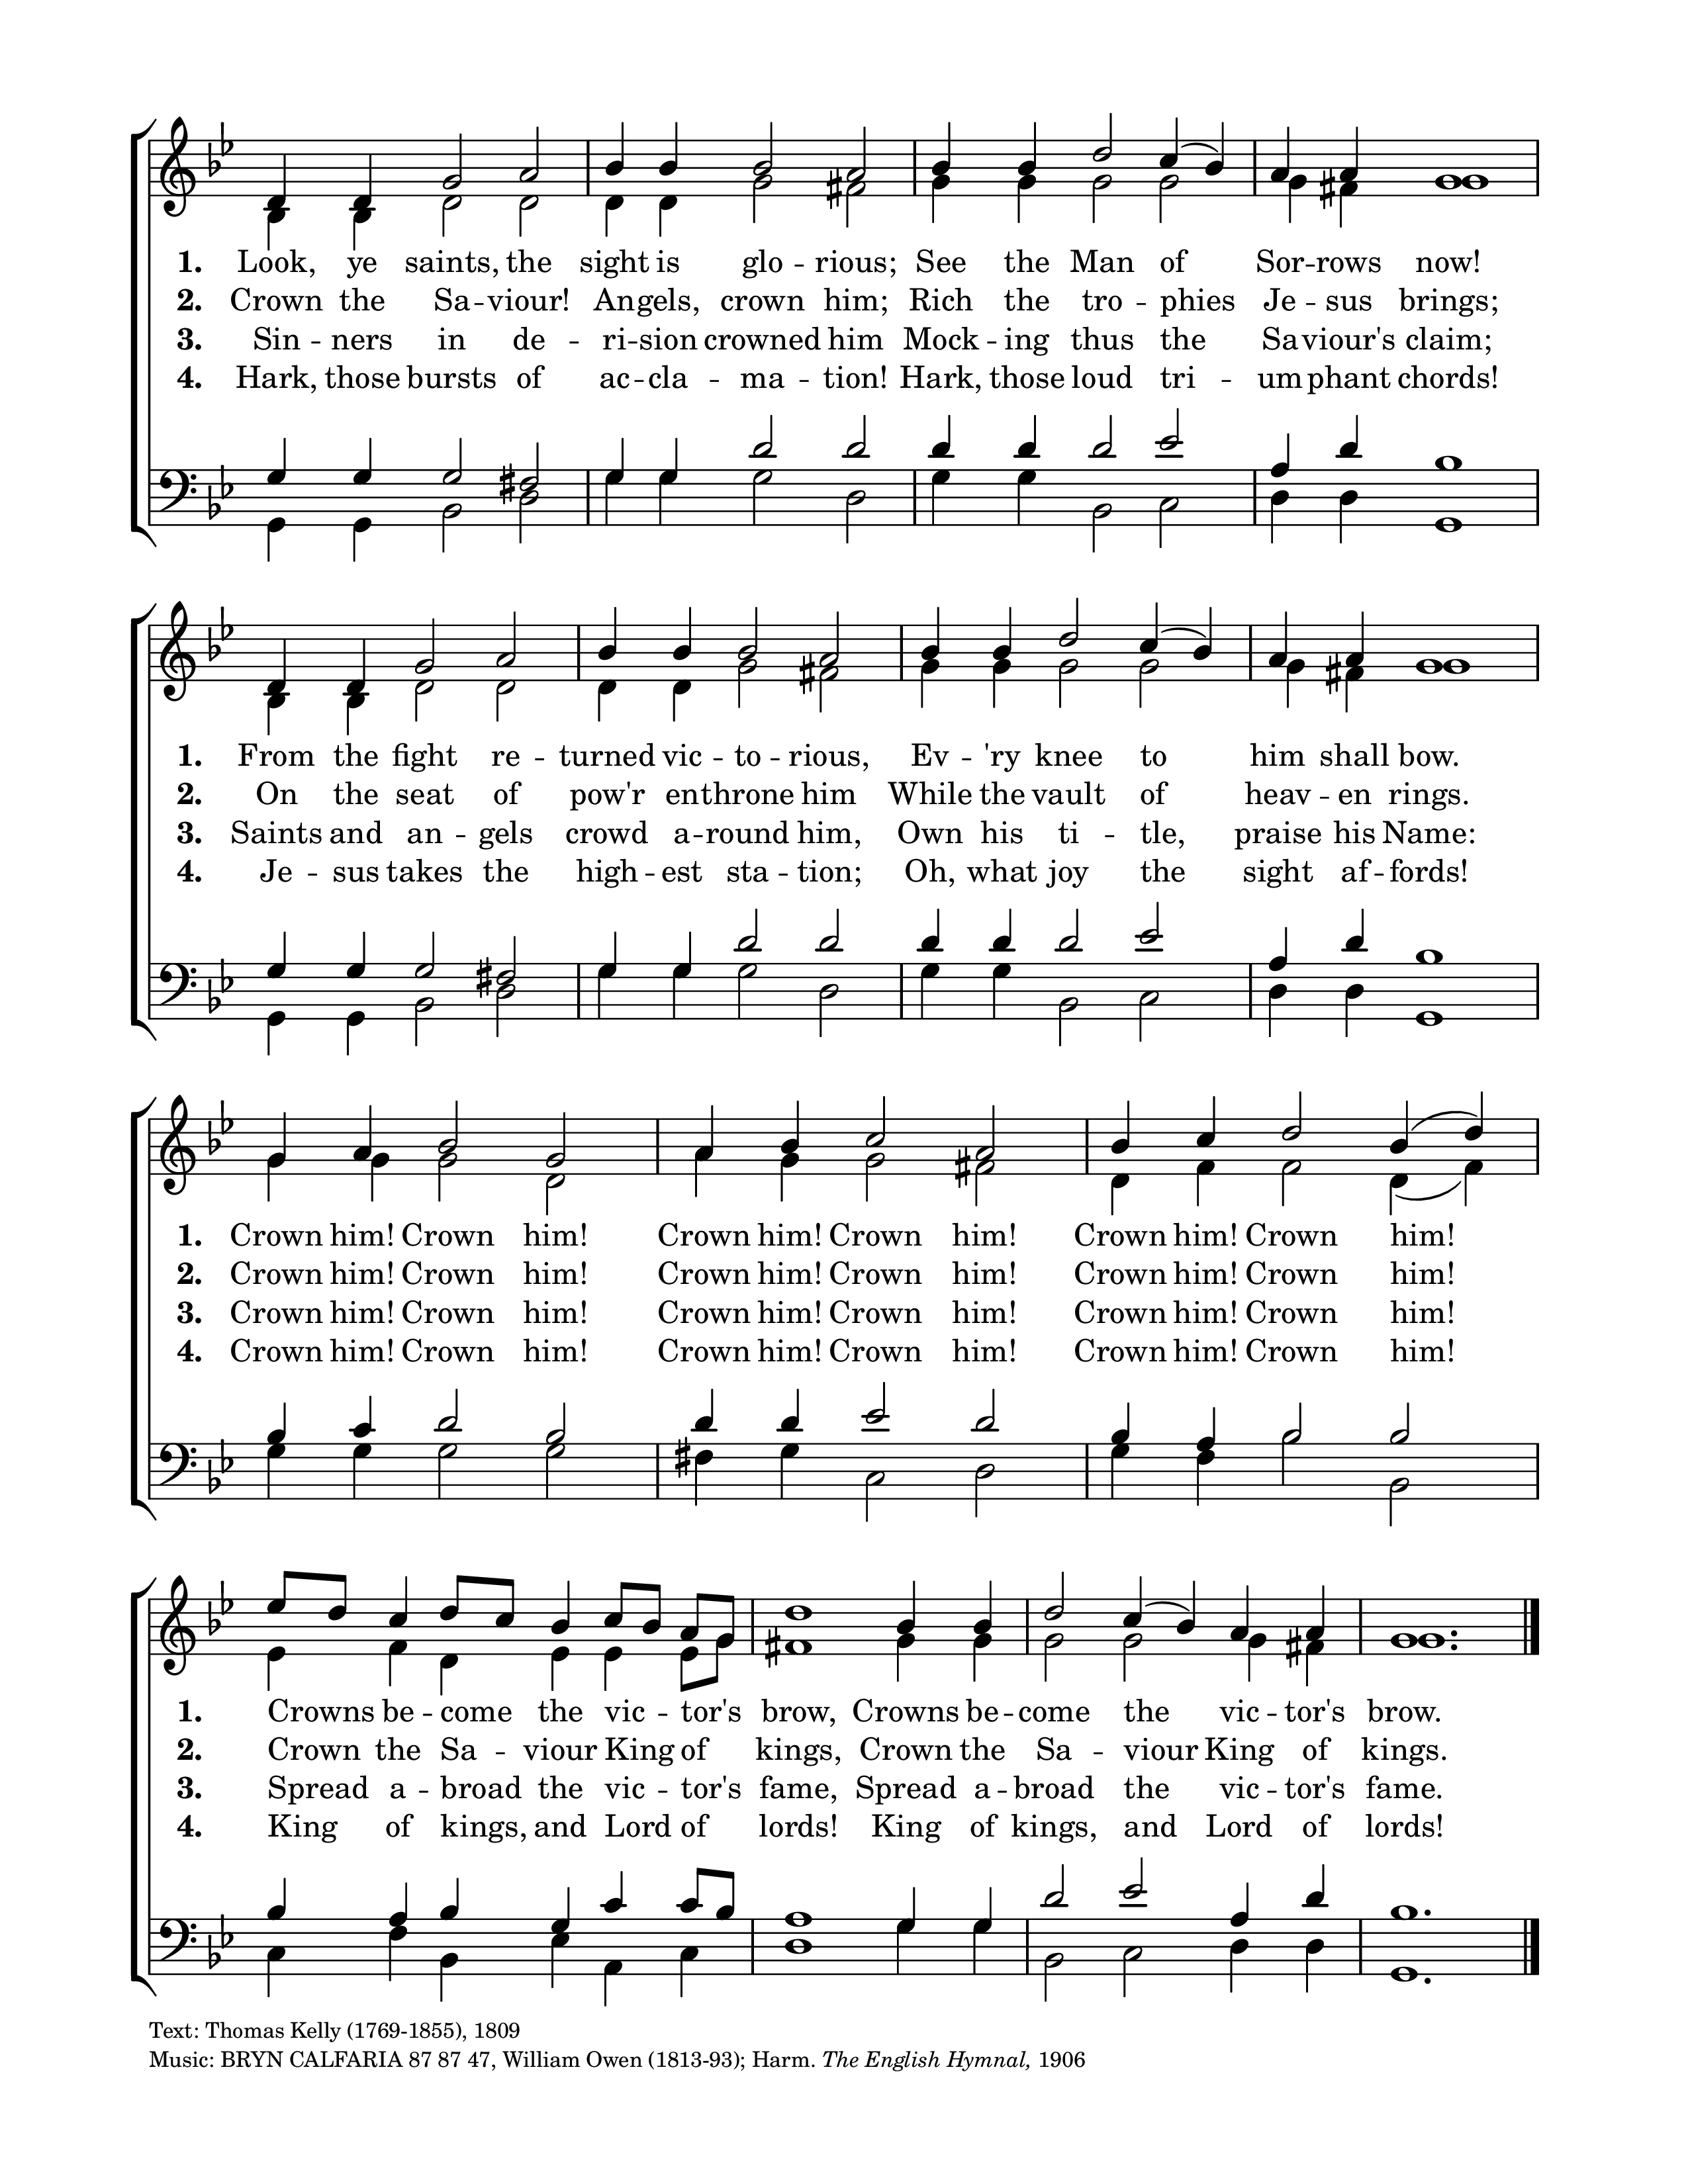 1. Look, ye saints, the sight is glo -- rious; See the Man of Sor -- rows now!
2. Crown the Sa -- viour! Angels, crown him; Rich the tro -- phies Je -- sus brings;
3. Sin -- ners in de -- ri -- sion crowned him Mock -- ing thus the Saviour's claim;
4. Hark, those bursts of ac -- cla -- ma -- tion! Hark, those loud tri -- umphant chords!
1. From the fight re -- turned vic -- to -- rious, Ev -- 'ry knee to him shall bow.
2. On the seat of pow'r enthrone him While the vault of heav -- en rings.
3. Saints and an -- gels crowd a -- round him, Own his ti -- tle, praise his Name:
4. Je -- sus takes the high -- est sta -- tion; Oh, what joy the sight af -- fords!
1. Crown him! Crown him! Crown him! Crown him! Crown him! Crown him!
2. Crown him! Crown him! Crown him! Crown him! Crown him! Crown him!
3. Crown him! Crown him! Crown him! Crown him! Crown him! Crown him!
4. Crown him! Crown him! Crown him! Crown him! Crown him! Crown him!
1. Crowns be -- come the vic -- tor's brow, Crowns be -- come the vic -- tor's brow.
2. Crown the Sa -- viour King of kings, Crown the Sa -- viour King of kings.
3. Spread a -- broad the vic -- tor's fame, Spread a -- broad the vic -- tor's fame.
4. King of kings, and Lord of lords! King of kings, and Lord of lords!
Text: Thomas Kelly (1769-1855), 1809
Music: BRYN CALFARIA 87 87 47, William Owen (1813-93); Harm. The English Hymnal, 1906